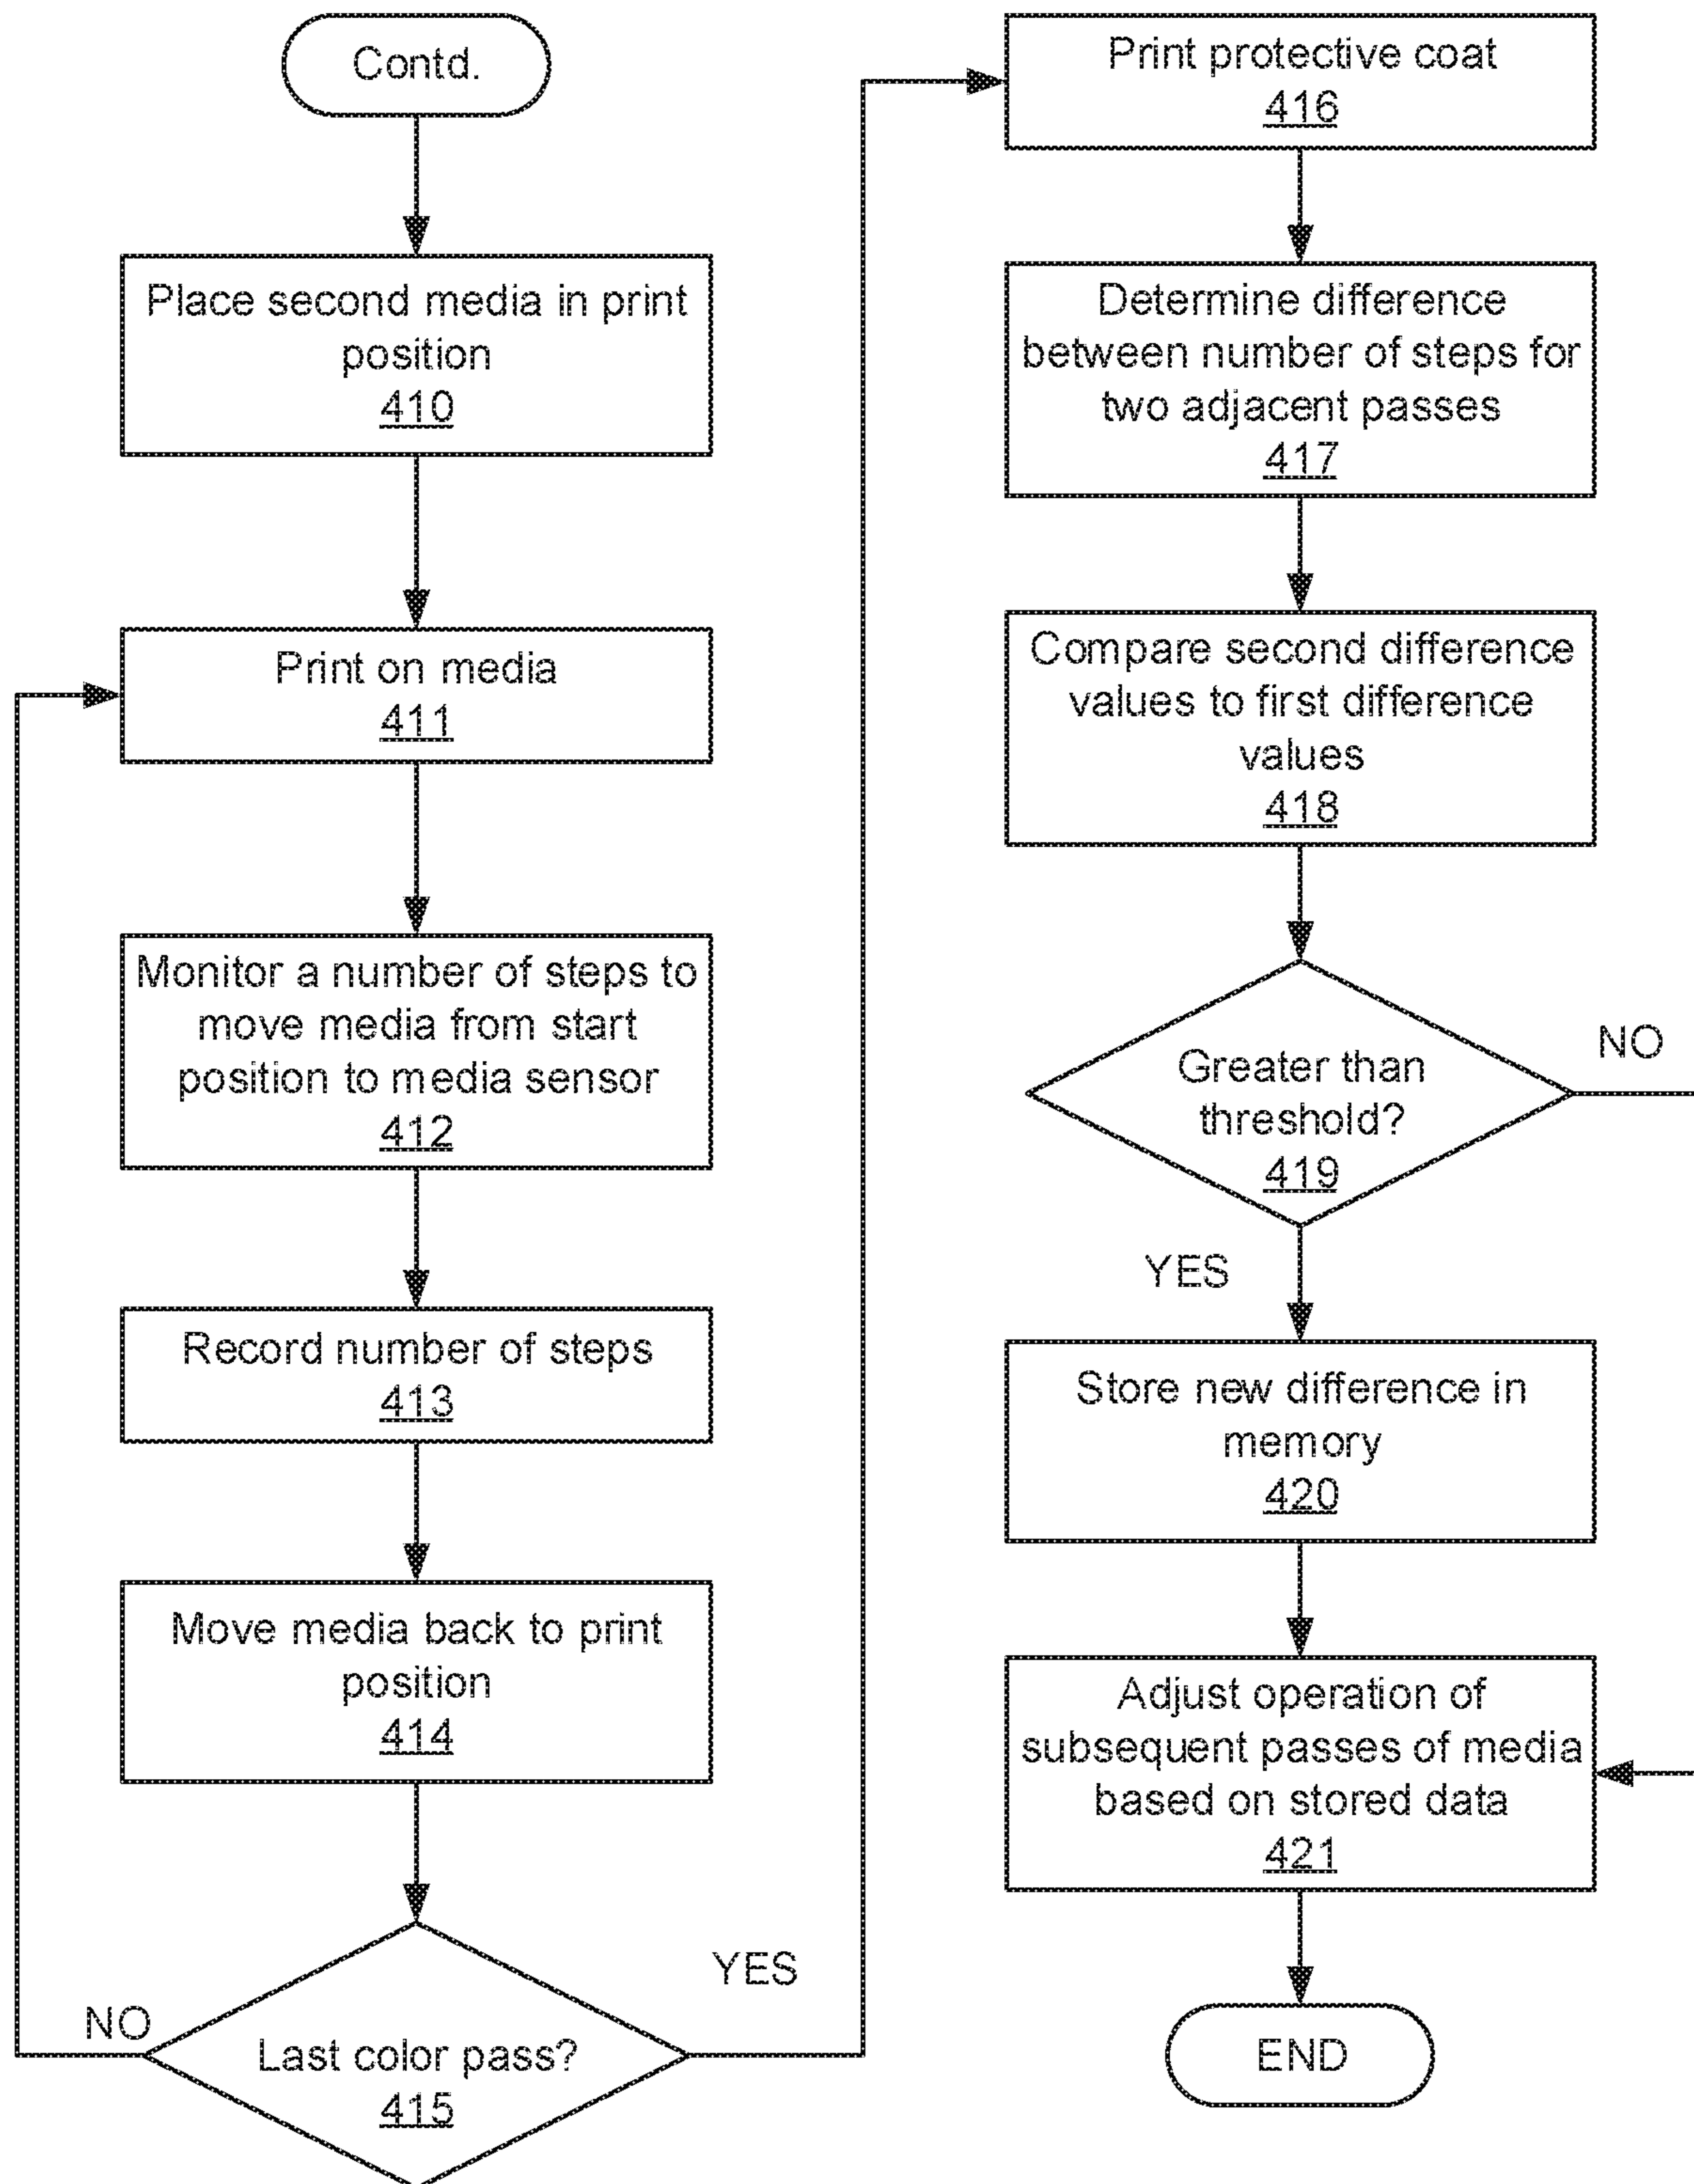 Contd.
Place second media in print
position
410
Print on media
411
Monitor a number of steps to
move media from start
position to media sensor
412
Record number of steps
413
Move media back to print
position
414
NO
YES
Last color pass?
415
Print protective coat
416
Determine difference
between number of steps for
two adjacent passes
417
Compare second difference
values to first difference
values
418
NO
Greater than
threshold?
419
YES
Store new difference in
memory
420
Adjust operation of
subsequent passes of media
based on stored data
421
END